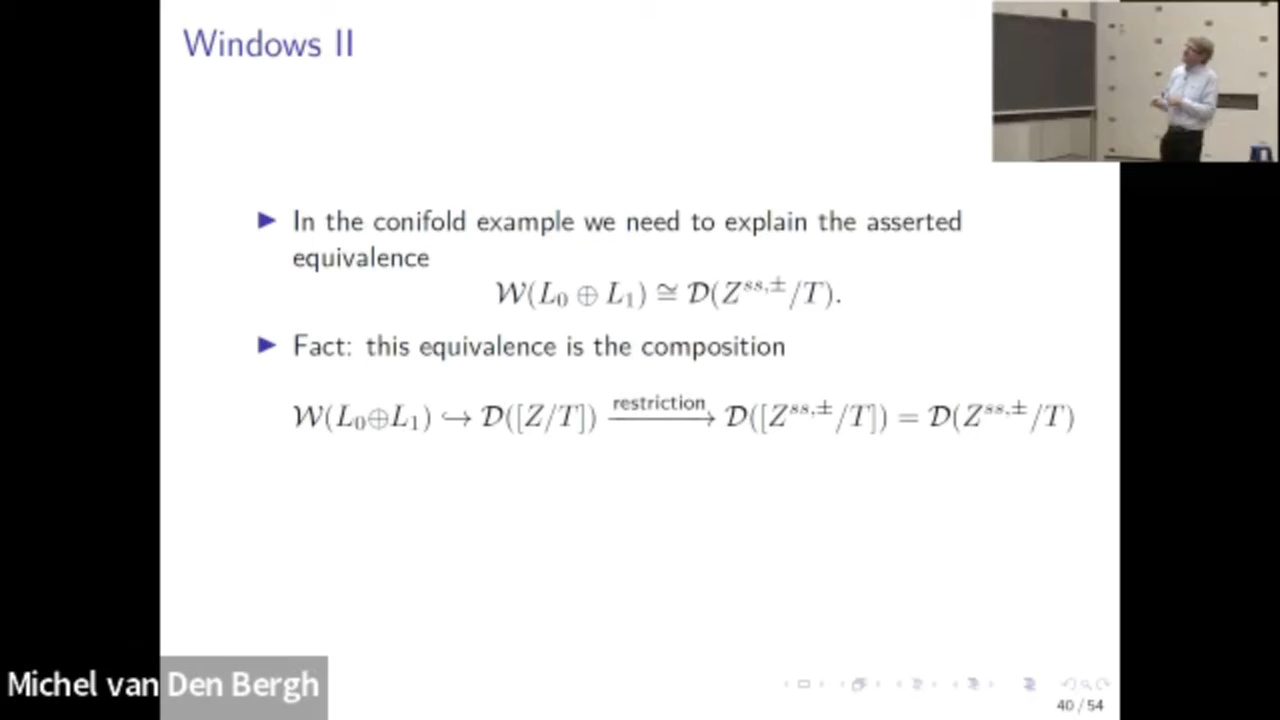 Windows II
▶ In the conifold example we need to explain the asserted
equivalence
𝒲(L₀ ⊕ L₁) ≅ 𝒟(Z^{ss,±}/T).
▶ Fact: this equivalence is the composition
𝒲(L₀⊕L₁) ↪ 𝒟([Z/T]) \xrightarrow{restriction} 𝒟([Z^{ss,±}/T]) = 𝒟(Z^{ss,±}/T)
Michel van Den Bergh
40 / 54